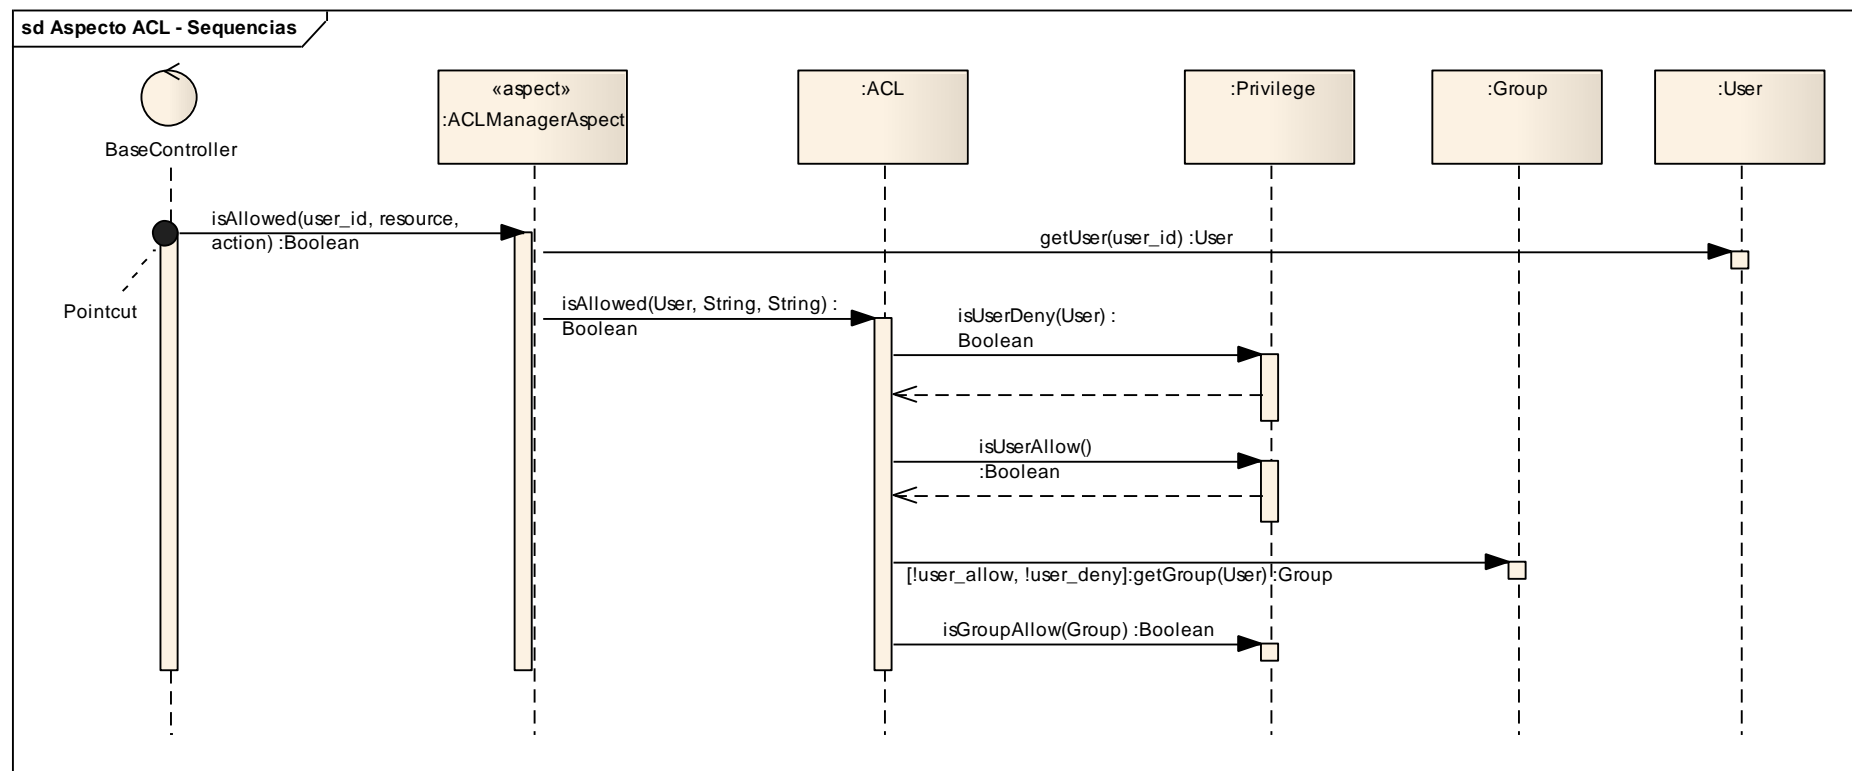 sd Aspecto ACL - Sequencias
BaseController
«aspect»
:ACLManagerAspect
:ACL
:Privilege
:Group
:User
isAllowed(user_id, resource,
action) :Boolean
getUser(user_id) :User
Pointcut
isAllowed(User, String, String) :
Boolean
isUserDeny(User) :
Boolean
isUserAllow()
:Boolean
[!user_allow, !user_deny]:getGroup(User) :Group
isGroupAllow(Group) :Boolean